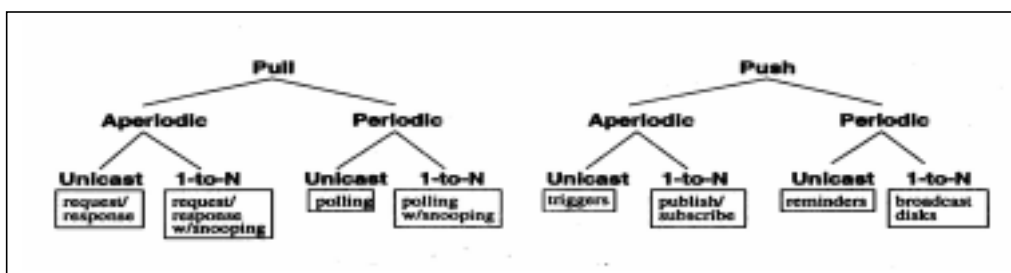 Pull
Push
Aperiodic
Periodic
Aperiodic
Periodic
Unicast
1-to-N
Unicast
1-to-N
Unicast
1-to-N
Unicast
1-to-N
request/
response
request/
response
w/snooping
polling
polling
w/snooping
triggers
publish/
subscribe
reminders
broadcast
disks